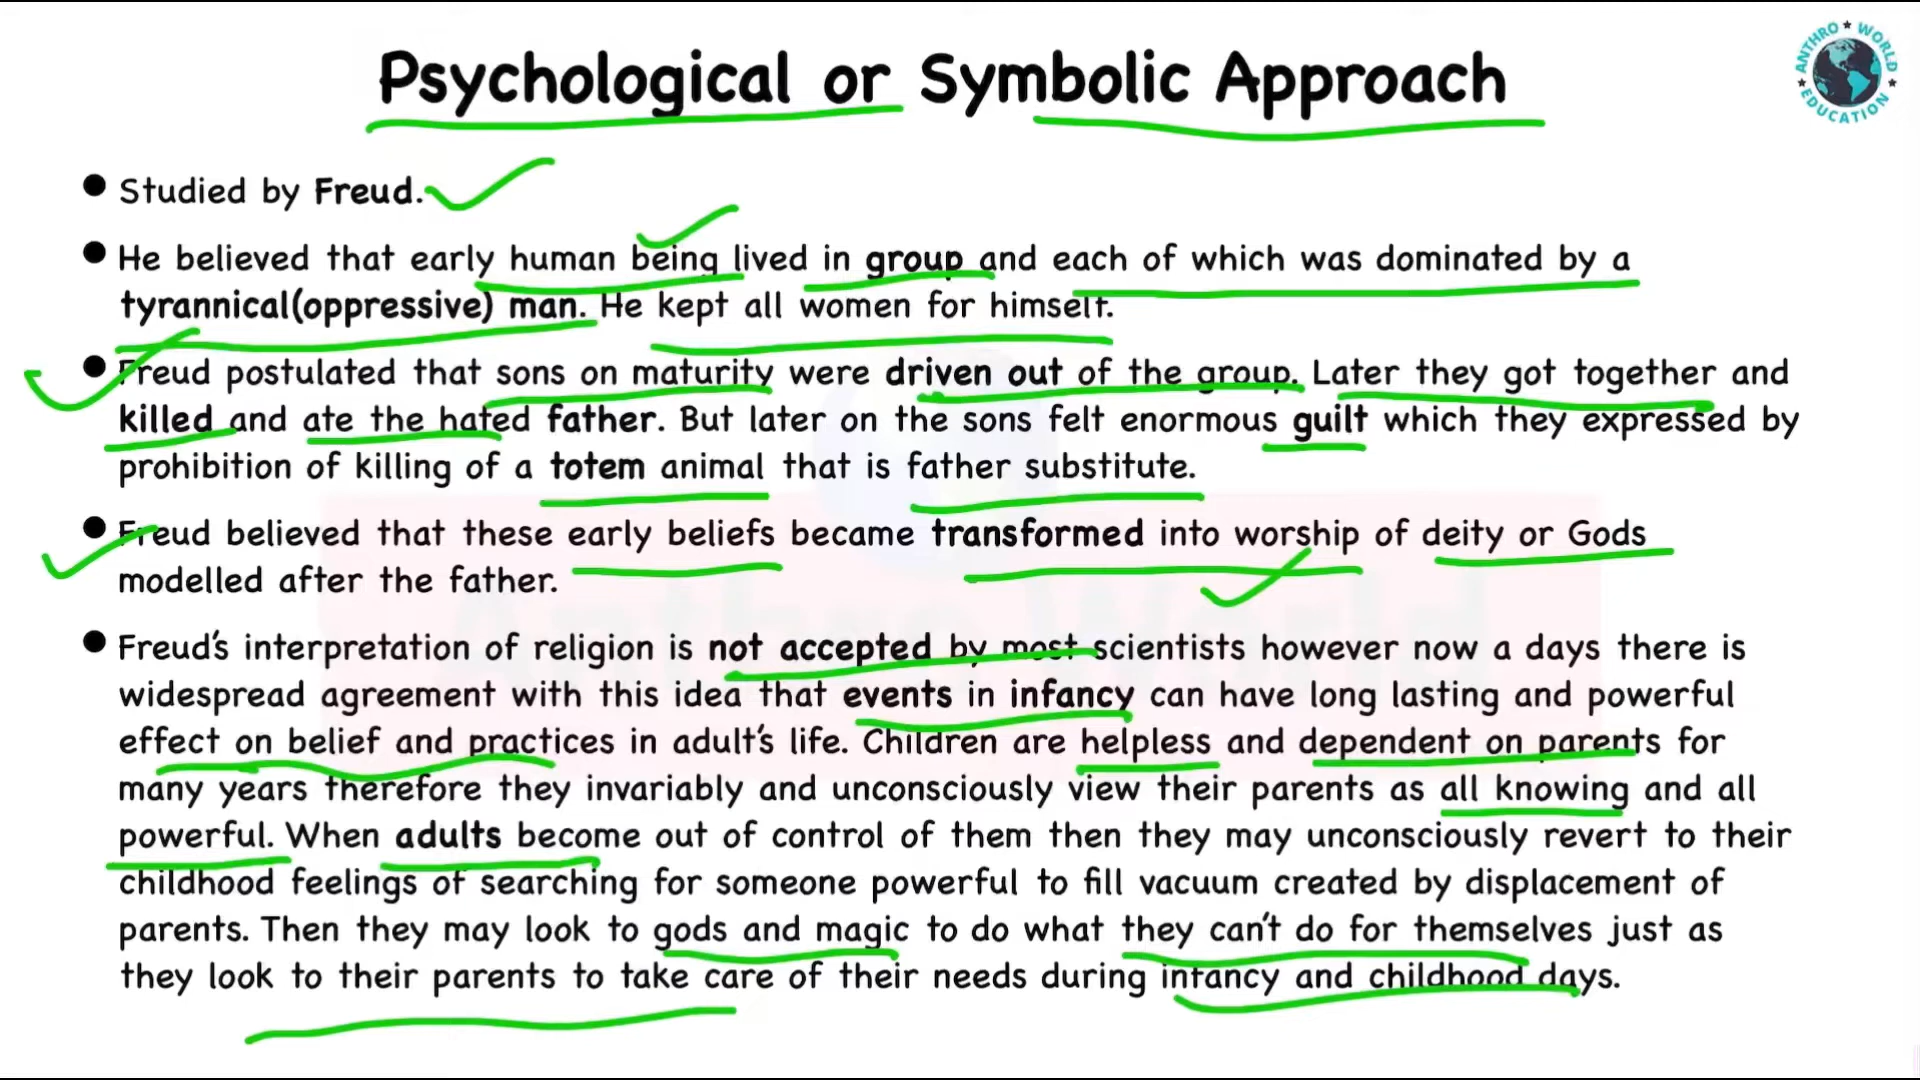 Psychological or Symbolic Approach
ANTHRO WORLD EDUCATION
● Studied by Freud.
● He believed that early human being lived in group and each of which was dominated by a
tyrannical(oppressive) man. He kept all women for himself.
● Freud postulated that sons on maturity were driven out of the group. Later they got together and
killed and ate the hated father. But later on the sons felt enormous guilt which they expressed by
prohibition of killing of a totem animal that is father substitute.
● Freud believed that these early beliefs became transformed into worship of deity or Gods
modelled after the father.
● Freud's interpretation of religion is not accepted by most scientists however now a days there is
widespread agreement with this idea that events in infancy can have long lasting and powerful
effect on belief and practices in adult's life. Children are helpless and dependent on parents for
many years therefore they invariably and unconsciously view their parents as all knowing and all
powerful. When adults become out of control of them then they may unconsciously revert to their
childhood feelings of searching for someone powerful to fill vacuum created by displacement of
parents. Then they may look to gods and magic to do what they can't do for themselves just as
they look to their parents to take care of their needs during infancy and childhood days.
Anthro World